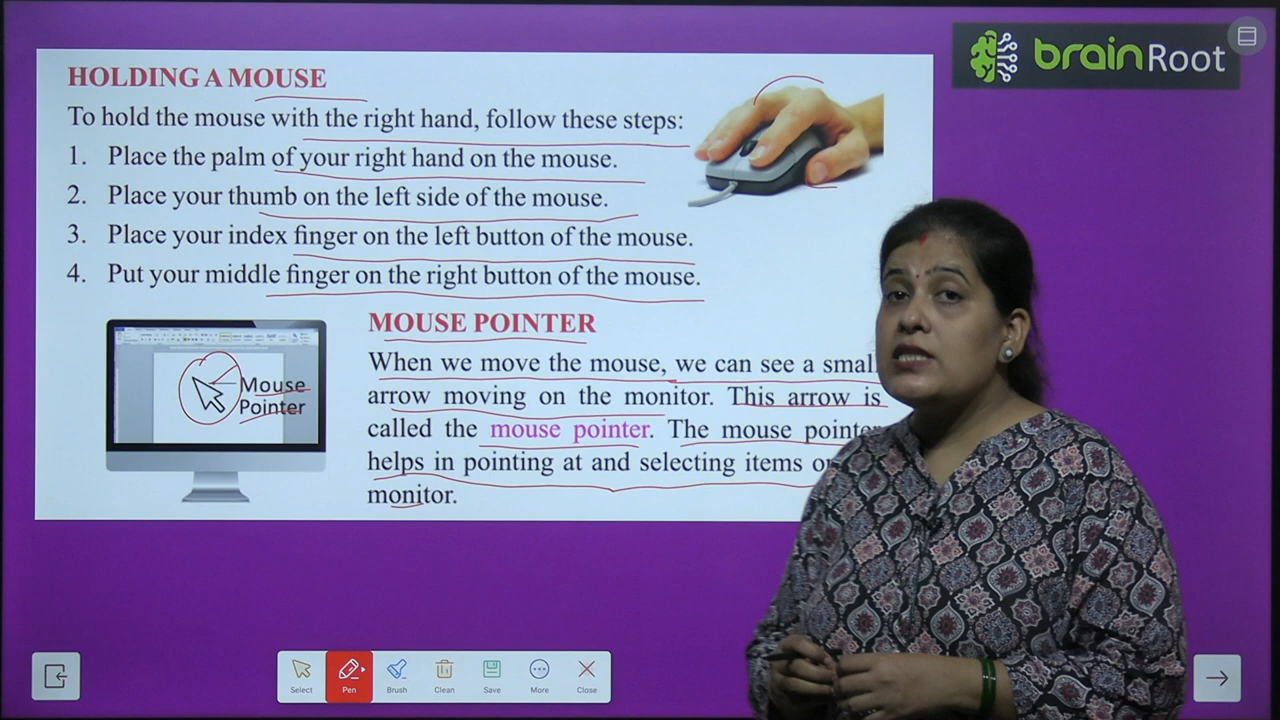 brainRoot
HOLDING A MOUSE
To hold the mouse with the right hand, follow these steps:
1. Place the palm of your right hand on the mouse.
2. Place your thumb on the left side of the mouse.
3. Place your index finger on the left button of the mouse.
4. Put your middle finger on the right button of the mouse.
Mouse
Pointer
MOUSE POINTER
When we move the mouse, we can see a small
arrow moving on the monitor. This arrow is
called the mouse pointer. The mouse pointer
helps in pointing at and selecting items
monitor.
Select Pen Brush Clean Save More Close